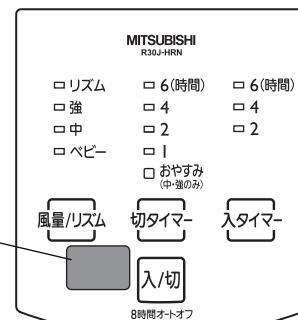 MITSUBISHI
R30J-HRN
リズム 6(時間) 6(時間)
強 4 4
中 2 2
ベビー 1
おやすみ
(中・強のみ)
風量/リズム 切タイマー 入タイマー
入/切
8時間オートオフ